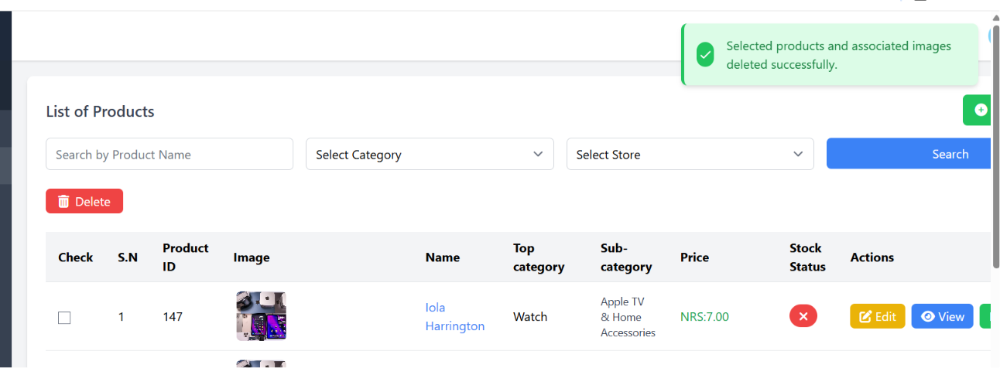 Selected products and associated images
deleted successfully.
List of Products
Search by Product Name
Select Category
Select Store
Search
Delete
Check
S.N
Product
ID
Image
Name
Top
category
Sub-
category
Price
Stock
Status
Actions
1
147
Iola
Harrington
Watch
Apple TV
& Home
Accessories
NRS:7.00
Edit
View